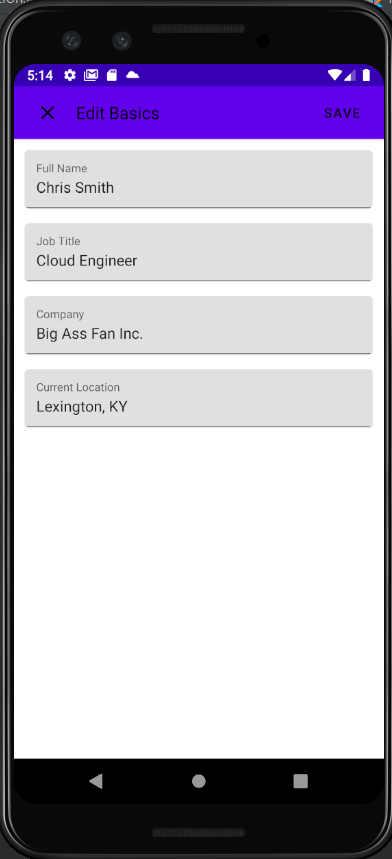 5:14
Edit Basics
SAVE
Full Name
Chris Smith
Job Title
Cloud Engineer
Company
Big Ass Fan Inc.
Current Location
Lexington, KY